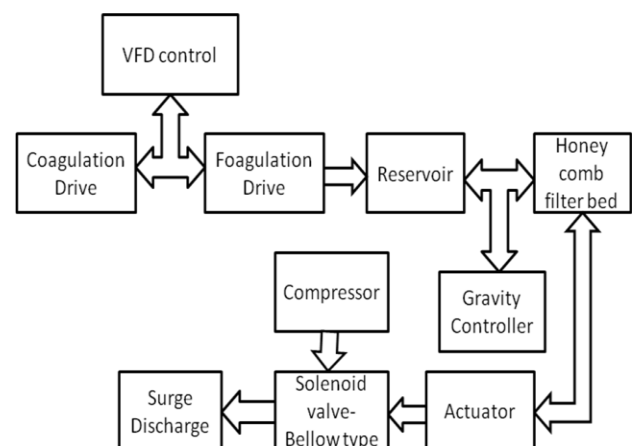 VFD control
Coagulation
Drive
Foagulation
Drive
Reservoir
Honey
comb
filter bed
Compressor
Gravity
Controller
Surge
Discharge
Solenoid
valve-
Bellow type
Actuator